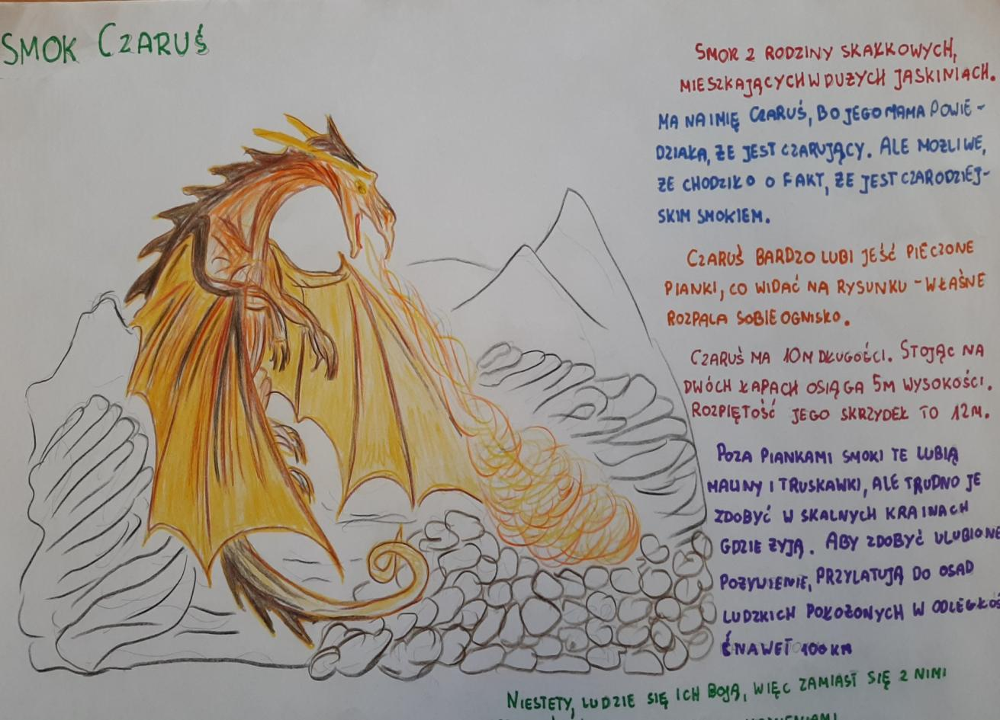 SMOK CZARUŚ
SMOK Z RODZINY SKAŁKOWYCH,
MIESZKAJĄCYCH W DUŻYCH JASKINIACH.
MA NA IMIĘ CZARUŚ, BO JEGO MAMA POWIE-
DZIAŁA, ŻE JEST CZARUJĄCY. ALE MOŻLIWE,
ŻE CHODZIŁO O FAKT, ŻE JEST CZARODZIEJ-
SKIM SMOKIEM.
CZARUŚ BARDZO LUBI JEŚĆ PIECZONE
PIANKI, CO WIDAĆ NA RYSUNKU - WŁAŚNE
ROZPALA SOBIE OGNISKO.
CZARUŚ MA 10M DŁUGOŚCI. STOJĄC NA
DWÓCH ŁAPACH OSIĄGA 5M WYSOKOŚCI.
ROZPIĘTOŚĆ JEGO SKRZYDEŁ TO 12M.
POZA PIANKAMI SMOKI TE LUBIĄ
MALINY I TRUSKAWKI, ALE TRUDNO JE
ZDOBYĆ W SKALNYCH KRAINACH
GDZIE ŻYJĄ. ABY ZDOBYĆ ULUBIONE
POŻYWIENIE, PRZYLATUJĄ DO OSAD
LUDZKICH POŁOŻONYCH W ODLEGŁOŚ
Ć NAWET 100 KM
NIESTETY, LUDZIE SIĘ ICH BOJĄ, WIĘC ZAMIAST SIĘ Z NIMI